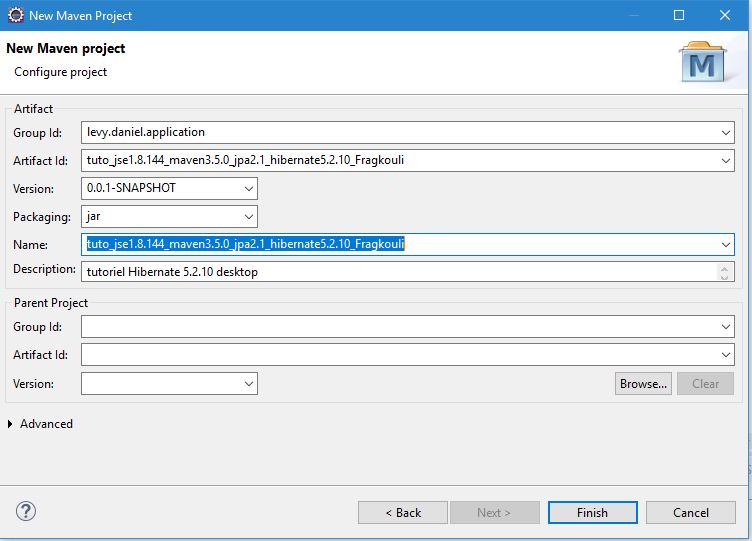 New Maven Project
New Maven project
Configure project
M
Artifact
Group Id: levy.daniel.application
Artifact Id: tuto_jse1.8.144_maven3.5.0_jpa2.1_hibernate5.2.10_Fragkouli
Version: 0.0.1-SNAPSHOT
Packaging: jar
Name: tuto_jse1.8.144_maven3.5.0_jpa2.1_hibernate5.2.10_Fragkouli
Description: tutoriel Hibernate 5.2.10 desktop
Parent Project
Group Id:
Artifact Id:
Version: Browse... Clear
Advanced
? < Back Next > Finish Cancel